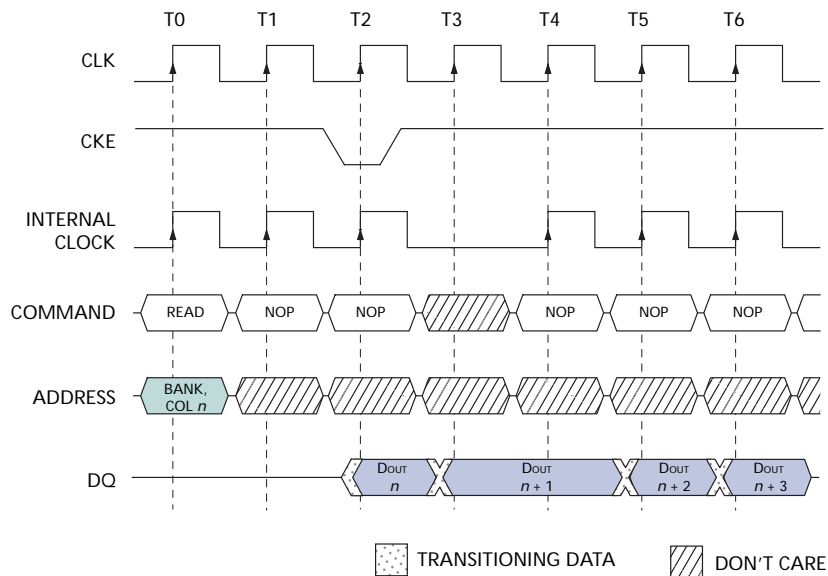 T0 T1 T2 T3 T4 T5 T6
CLK
CKE
INTERNAL
CLOCK
COMMAND READ NOP NOP NOP NOP NOP
ADDRESS BANK,
COL n
DQ DOUT DOUT DOUT DOUT
n n + 1 n + 2 n + 3
TRANSITIONING DATA DON'T CARE